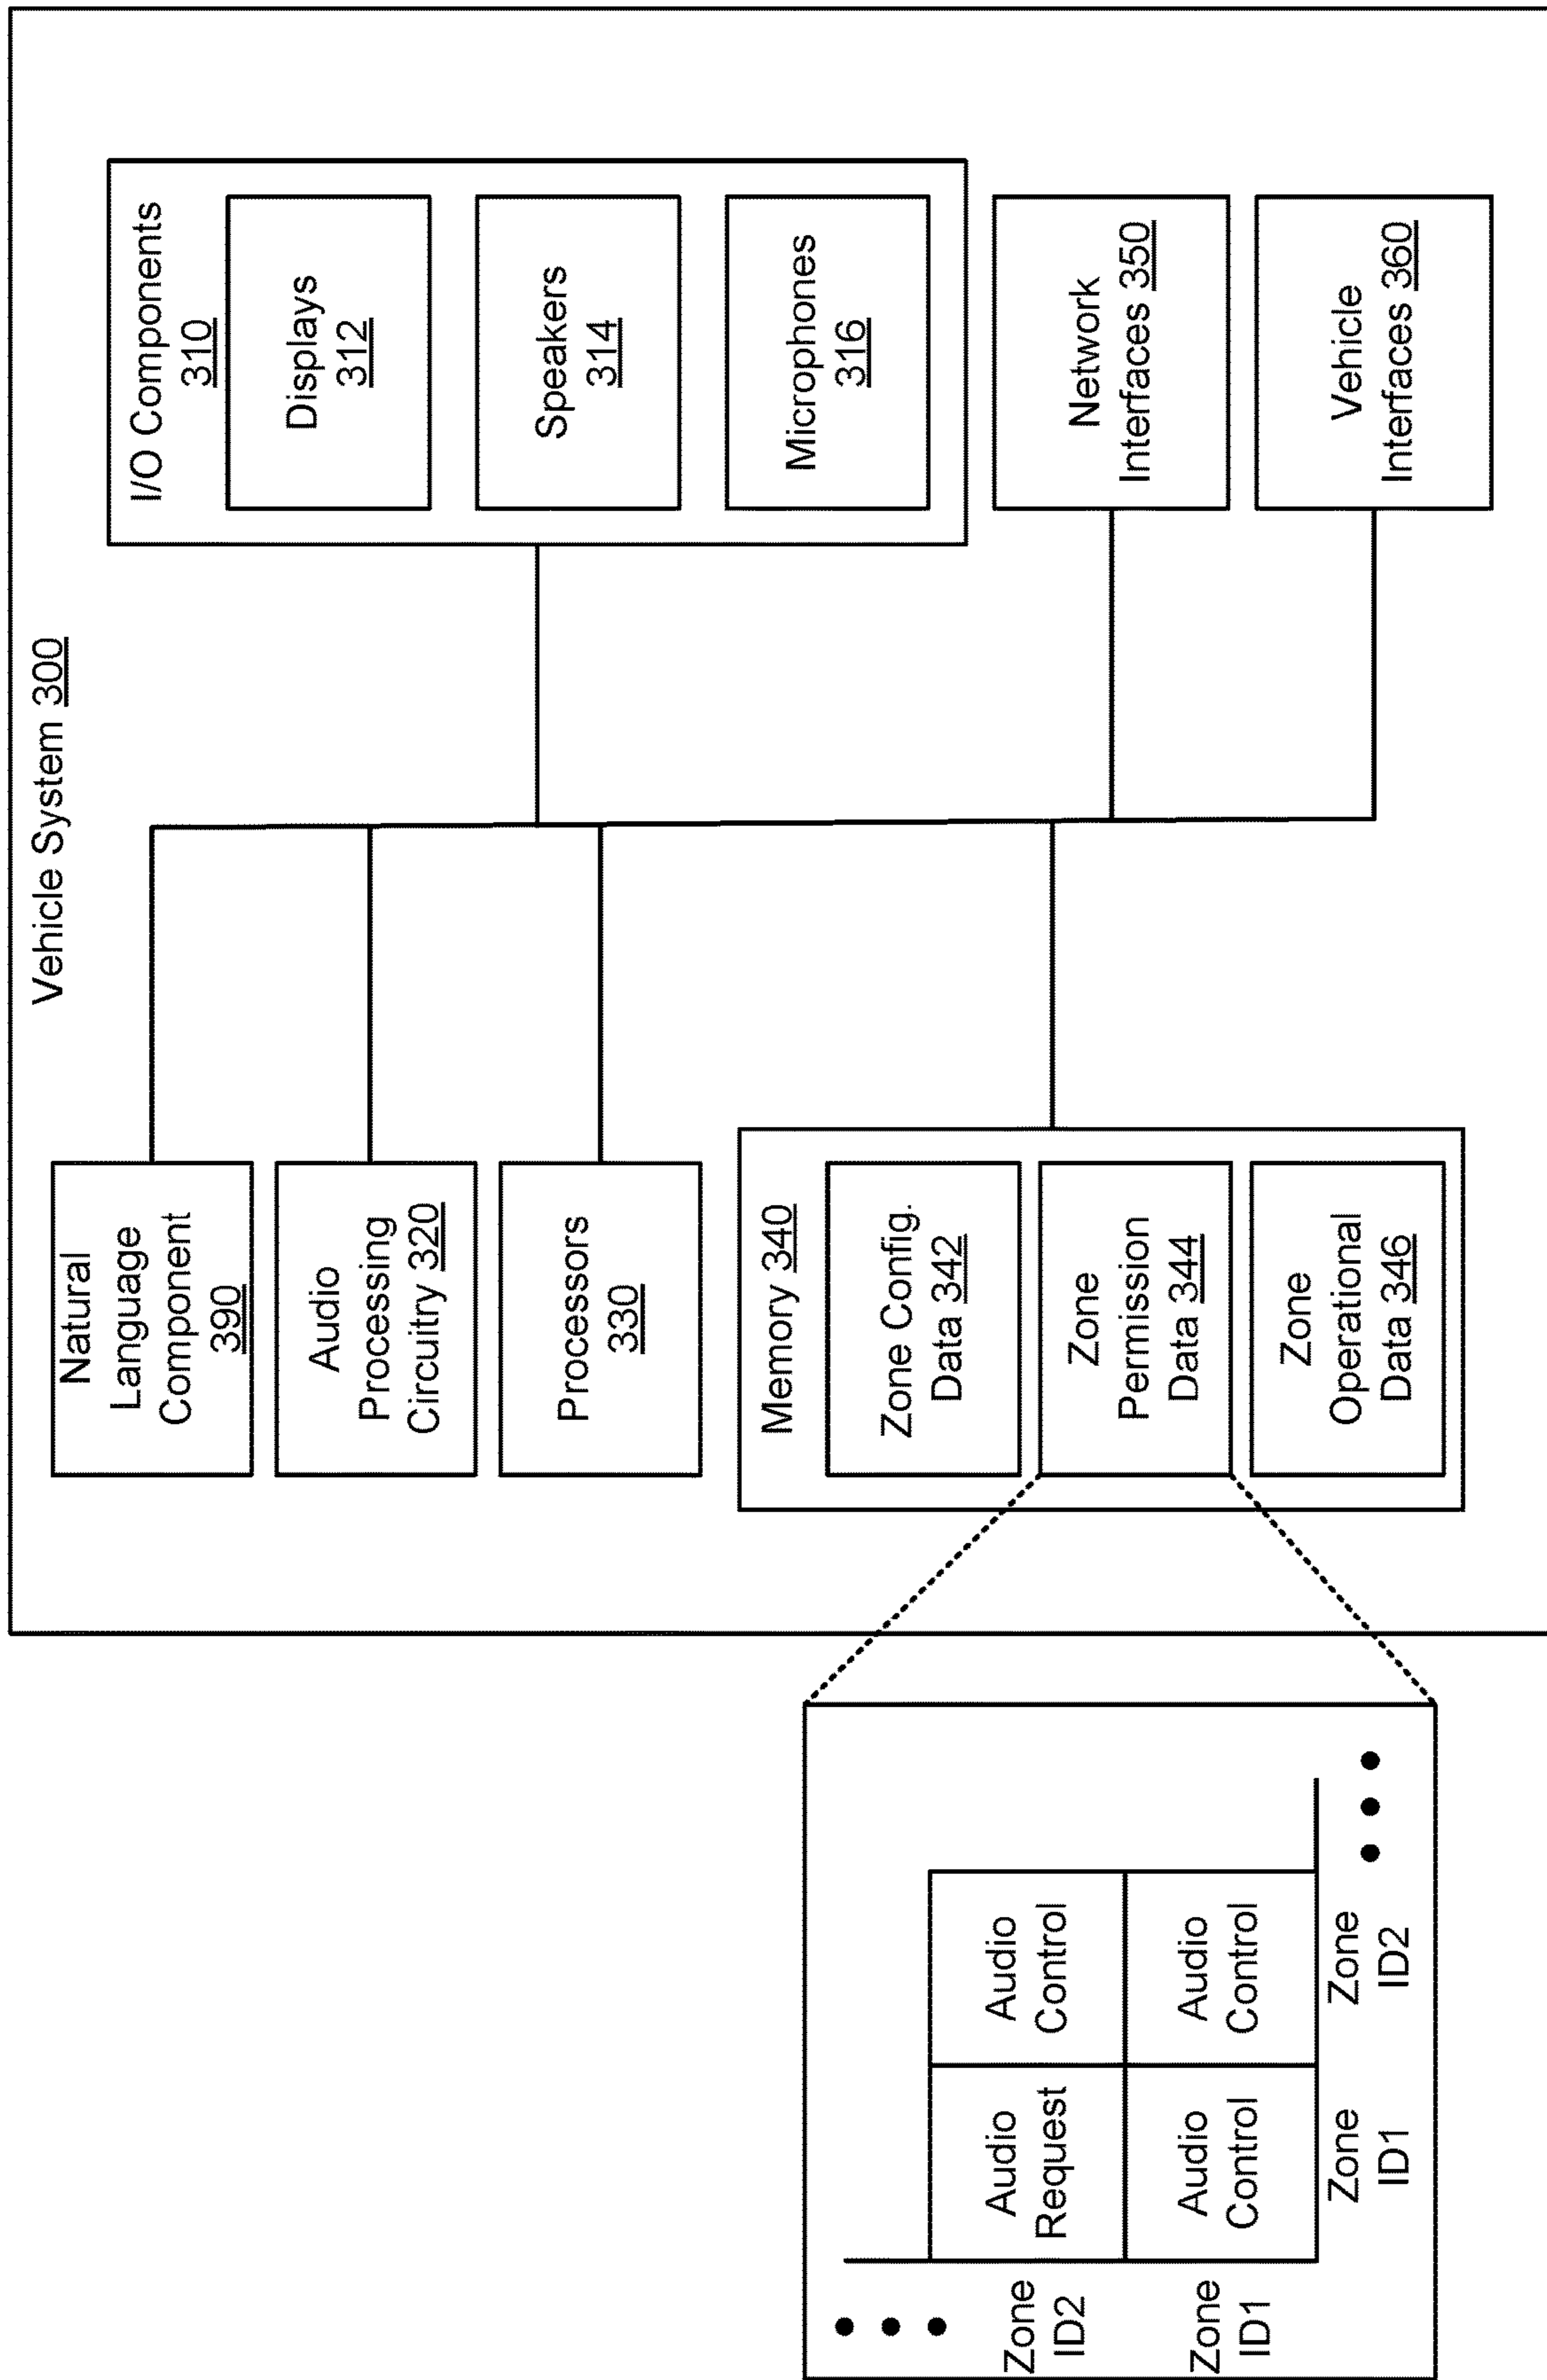 Vehicle System 300
Natural
Language
Component
390
Audio
Processing
Circuitry 320
Processors
330
Memory 340
Zone Config.
Data 342
Zone
Permission
Data 344
Zone
Operational
Data 346
I/O Components
310
Displays
312
Speakers
314
Microphones
316
Network
Interfaces 350
Vehicle
Interfaces 360
Zone
ID2
Audio
Request
Audio
Control
Zone
ID1
Audio
Control
Audio
Control
Zone
ID1
Zone
ID2